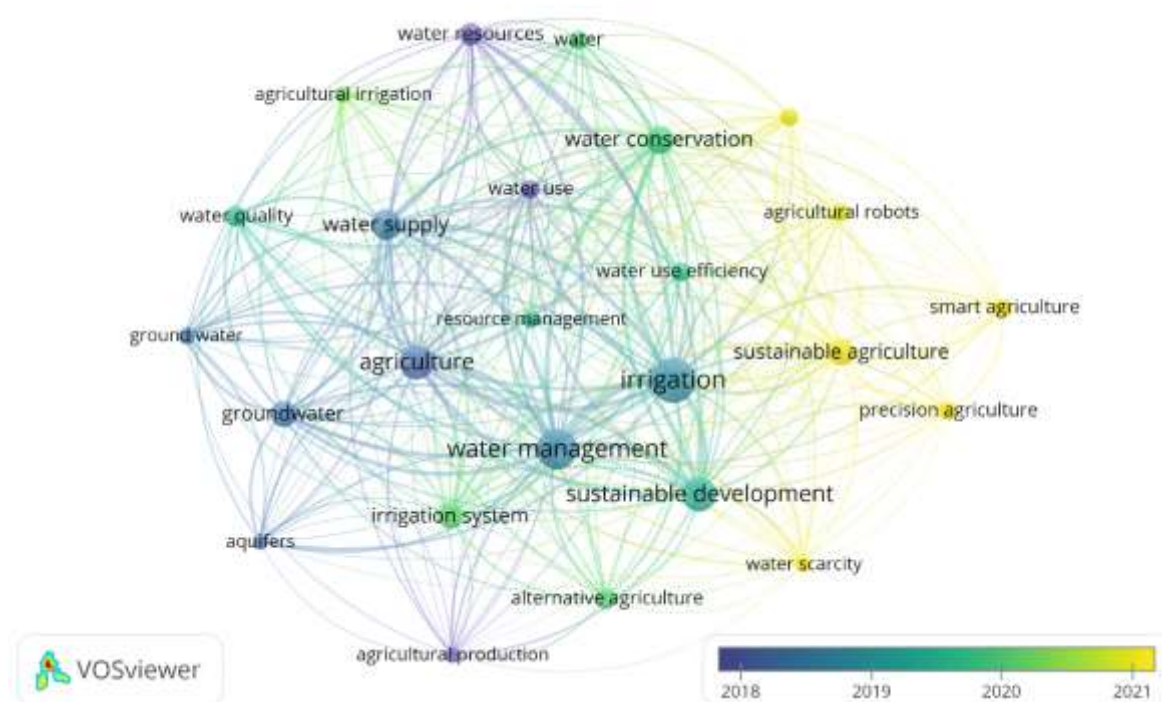 water resources
water
agricultural irrigation
water conservation
water use
agricultural robots
water quality
water supply
water use efficiency
smart agriculture
resource management
ground water
sustainable agriculture
agriculture
irrigation
precision agriculture
groundwater
water management
sustainable development
irrigation system
aquifers
water scarcity
alternative agriculture
agricultural production
VOSviewer
2018
2019
2020
2021